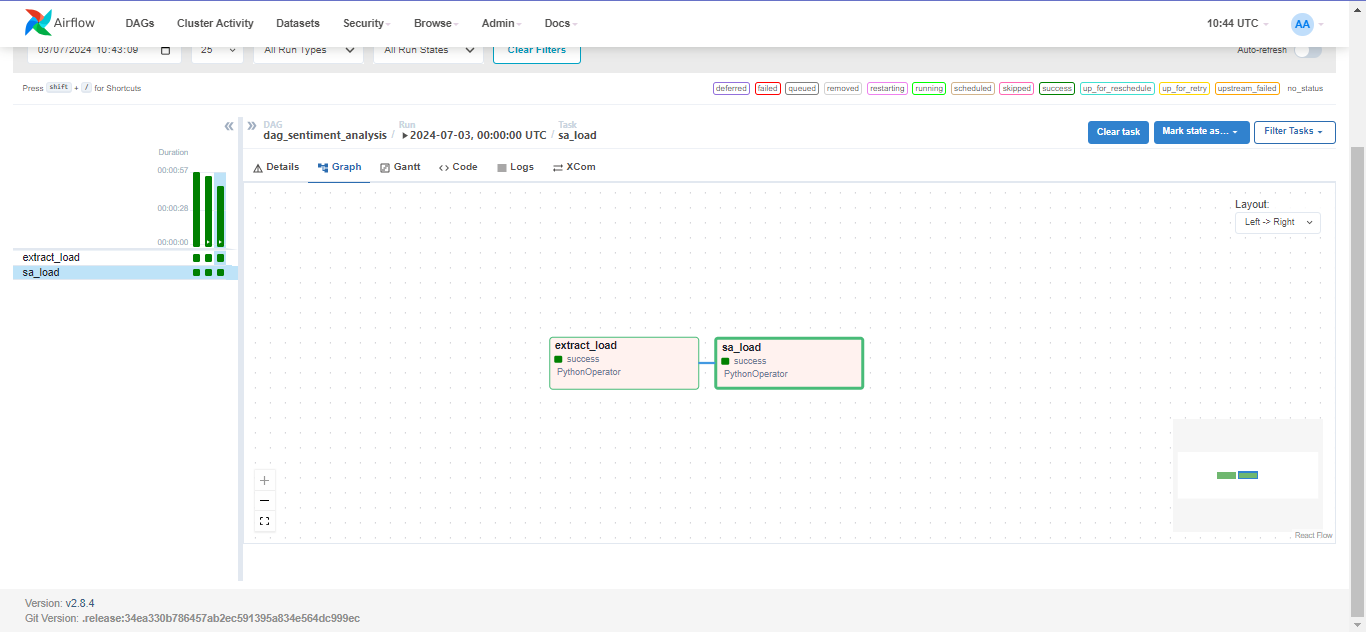 Airflow DAGs Cluster Activity Datasets Security Browse Admin Docs 10:44 UTC AA
03/07/2024 10:43:09 25 All Run Types All Run States Clear Filters Auto-refresh
Press shift + / for Shortcuts deferred failed queued removed restarting running scheduled skipped success up_for_reschedule up_for_retry upstream_failed no_status
DAG Run Task
dag_sentiment_analysis / 2024-07-03, 00:00:00 UTC / sa_load
Clear task Mark state as... Filter Tasks
Details Graph Gantt Code Logs XCom
Duration
00:00:57
00:00:28
00:00:00
extract_load
sa_load
Layout:
Left -> Right
extract_load
success
PythonOperator
sa_load
success
PythonOperator
React Flow
Version: v2.8.4
Git Version: .release:34ea330b786457ab2ec591395a834e564dc999ec